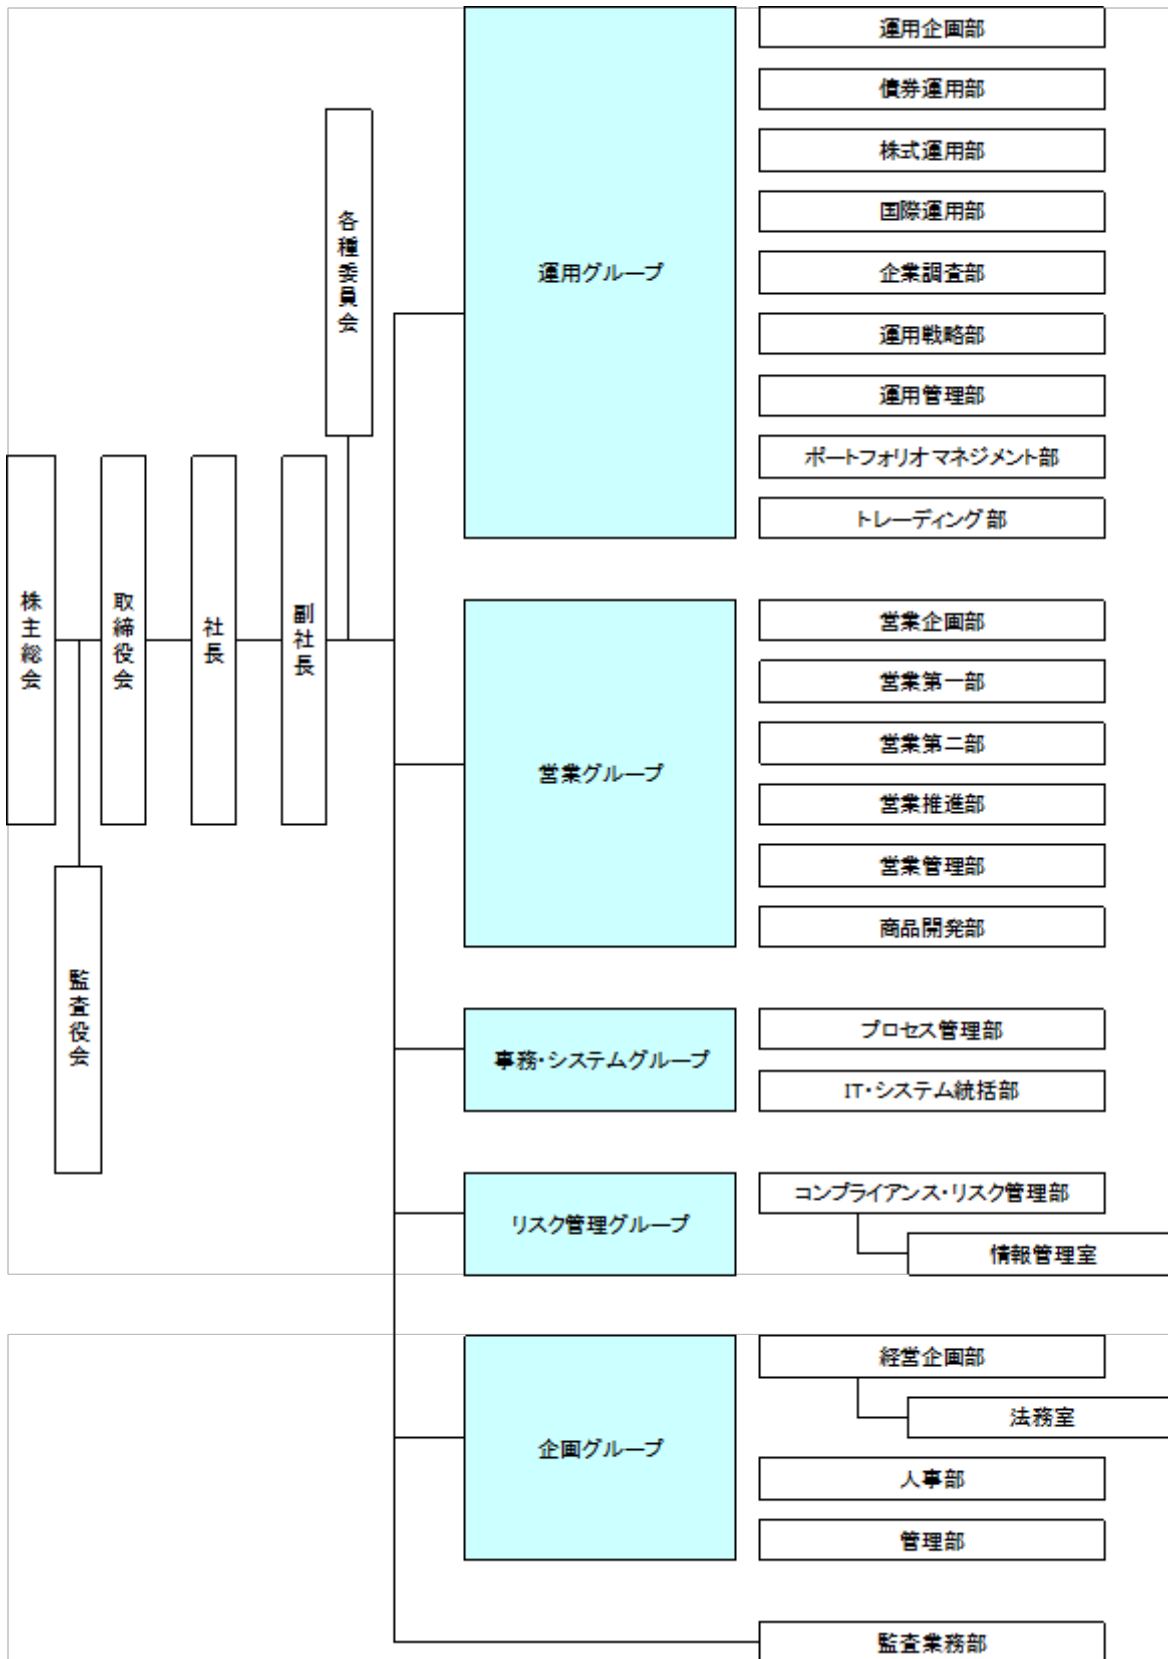 株主総会
監査役会
取締役会
社長
副社長
各種委員会
運用グループ
運用企画部
債券運用部
株式運用部
国際運用部
企業調査部
運用戦略部
運用管理部
ポートフォリオマネジメント部
トレーディング部
営業グループ
営業企画部
営業第一部
営業第二部
営業推進部
営業管理部
商品開発部
事務・システムグループ
プロセス管理部
IT・システム統括部
リスク管理グループ
コンプライアンス・リスク管理部
情報管理室
企画グループ
経営企画部
法務室
人事部
管理部
監査業務部